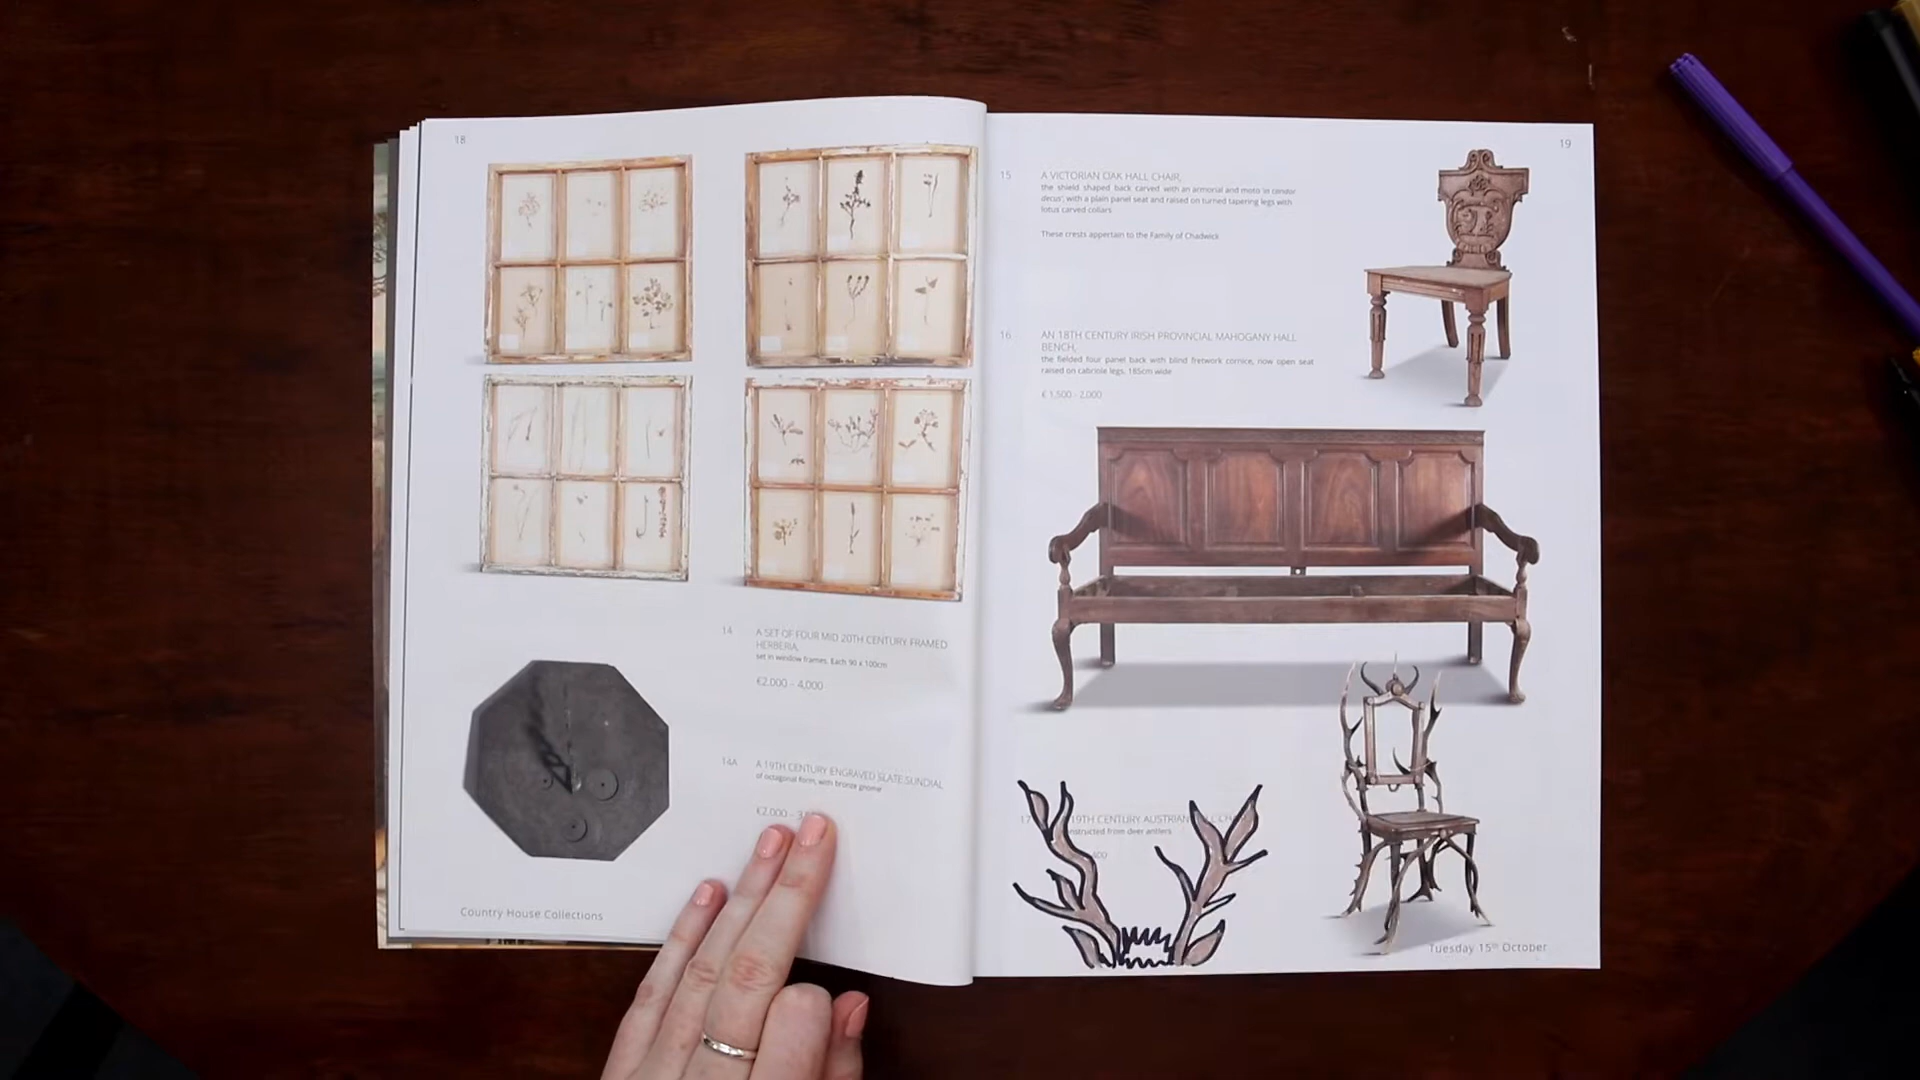 18
14
A SET OF FOUR MID 20TH CENTURY FRAMED
HERBERIA,
set in window frames. Each 90 x 100cm
€2,000 – 4,000
14A
A 19TH CENTURY ENGRAVED SLATE SUNDIAL
of octagonal form, with bronze gnome
€2,000 – 3
Country House Collections
19
15
A VICTORIAN OAK HALL CHAIR,
the shield shaped back carved with an armorial and moto 'in candor
decus', with a plain panel seat and raised on turned tapering legs with
lotus carved collars
These crests appertain to the Family of Chadwick
16
AN 18TH CENTURY IRISH PROVINCIAL MAHOGANY HALL
BENCH,
the fielded four panel back with blind fretwork cornice, now open seat
raised on cabriole legs. 185cm wide
€ 1,500 - 2,000
17
19TH CENTURY AUSTRIAN
nstructed from deer antlers
400
Tuesday 15th October